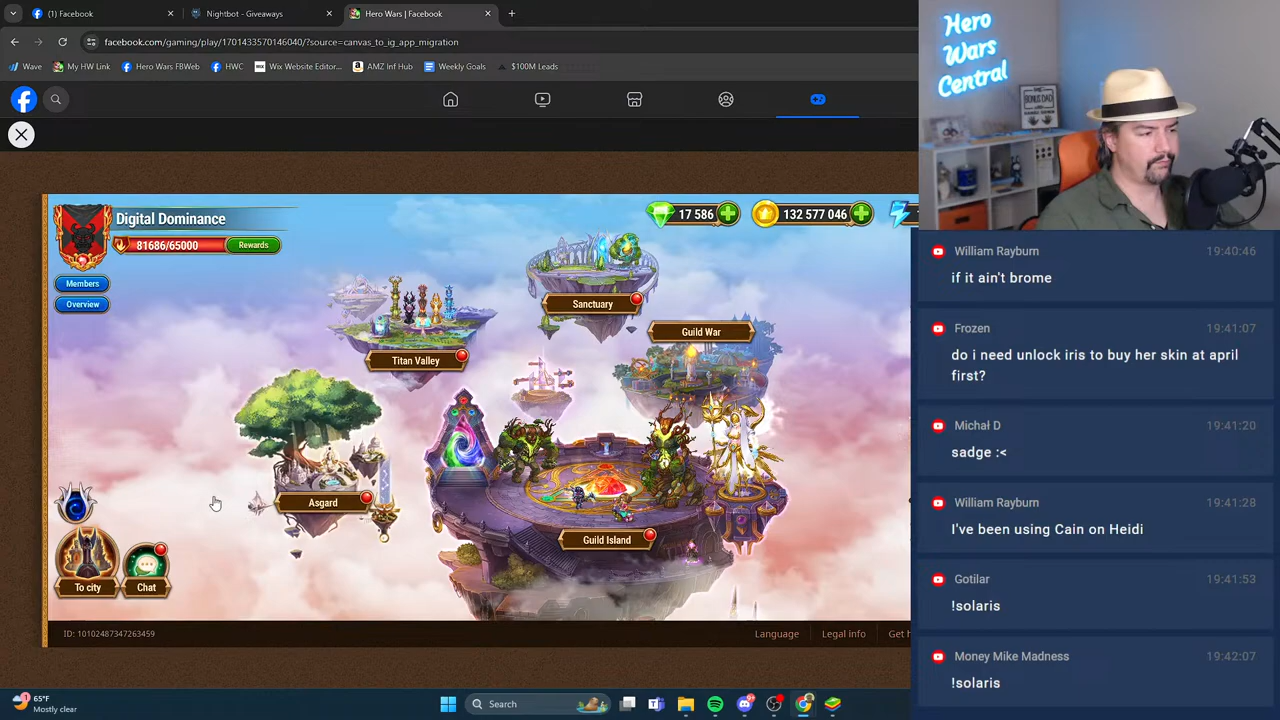 (1) Facebook
Nightbot - Giveaways
Hero Wars | Facebook
facebook.com/gaming/play/1701433570146040/?source=canvas_to_ig_app_migration
Wave
My HW Link
Hero Wars FBWeb
HWC
Wix Website Editor...
AMZ Inf Hub
Weekly Goals
$100M Leads
Digital Dominance
81686/65000
Rewards
17 586
132 577 046
Members
Overview
Sanctuary
Guild War
Titan Valley
Asgard
Guild Island
To city
Chat
ID: 10102487347263459
Language
Legal info
Get h
Hero
Wars
Central
BONUS DAD
William Rayburn
19:40:46
if it ain't brome
Frozen
19:41:07
do i need unlock iris to buy her skin at april
first?
Michał D
19:41:20
sadge :<
William Rayburn
19:41:28
I've been using Cain on Heidi
Gotilar
19:41:53
!solaris
Money Mike Madness
19:42:07
!solaris
65°F
Mostly clear
Search